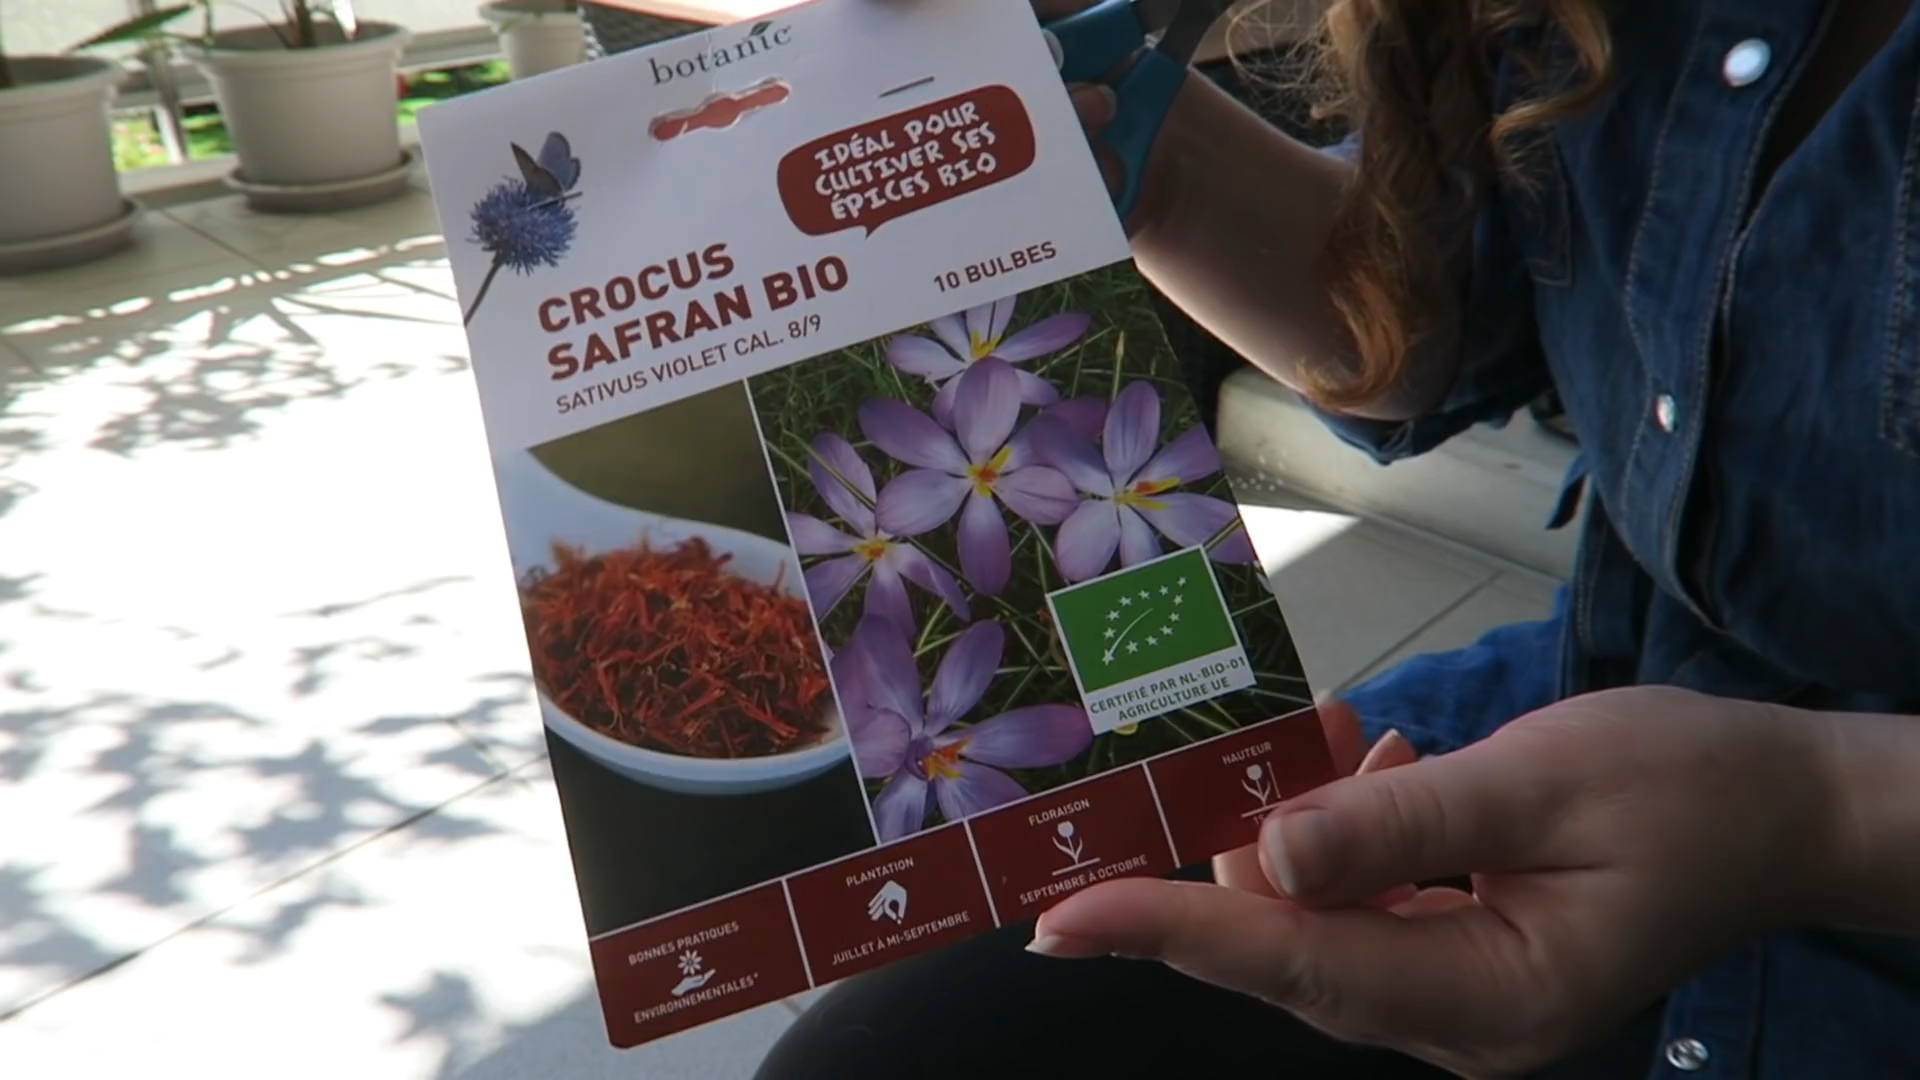 botanic
IDÉAL POUR
CULTIVER SES
ÉPICES BIO
CROCUS
SAFRAN BIO
10 BULBES
SATIVUS VIOLET CAL. 8/9
CERTIFIÉ PAR NL-BIO-01
AGRICULTURE UE
BONNES PRATIQUES
ENVIRONNEMENTALES*
PLANTATION
JUILLET À MI-SEPTEMBRE
FLORAISON
SEPTEMBRE À OCTOBRE
HAUTEUR